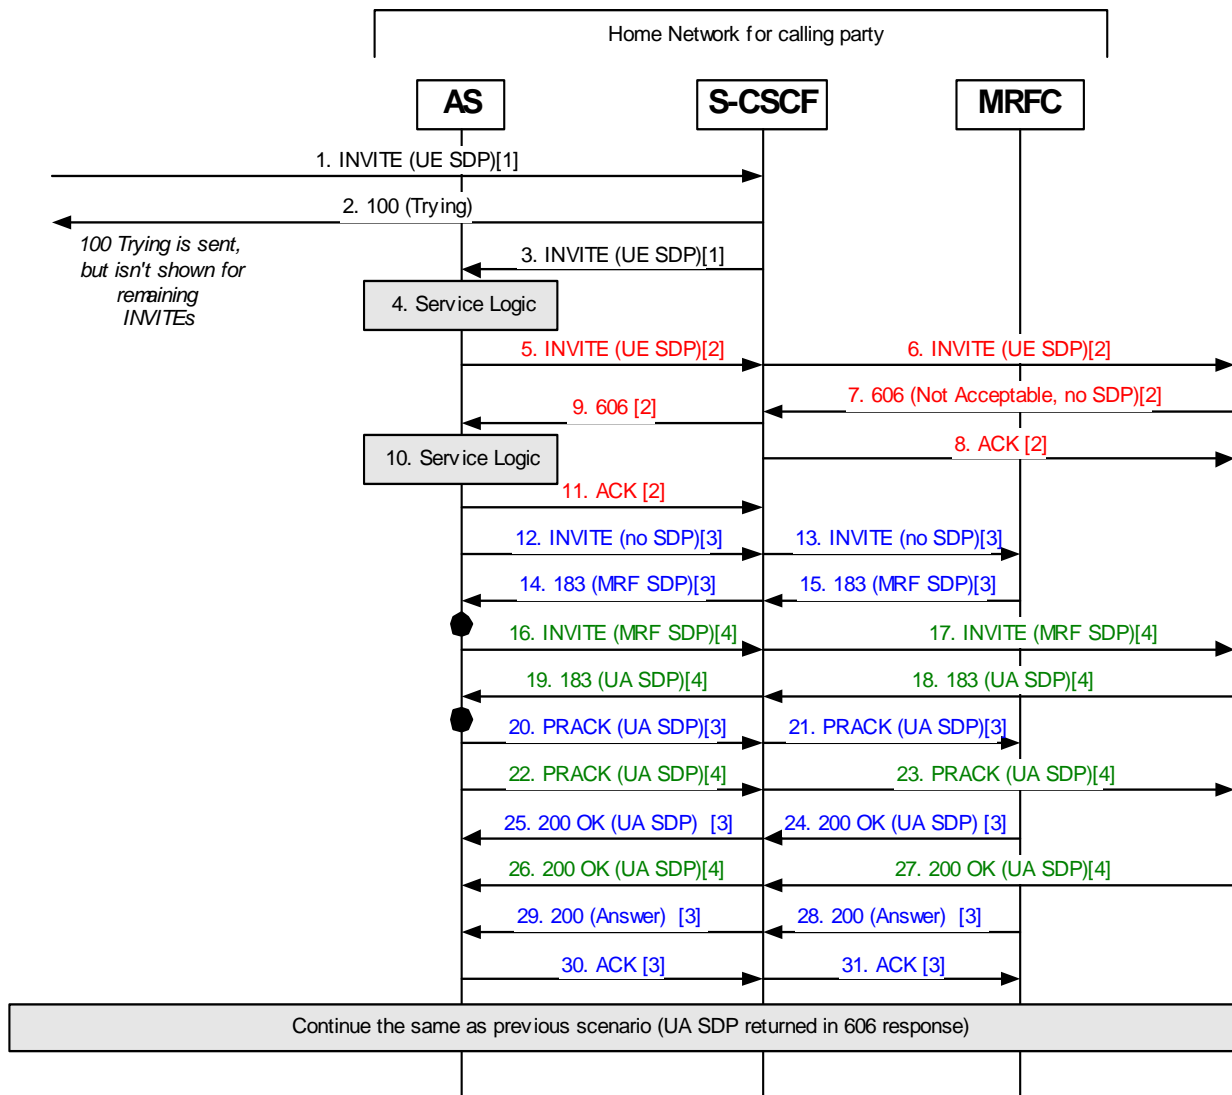 Home Network for calling party
AS
S-CSCF
MRFC
1. INVITE (UE SDP)[1]
2. 100 (Trying)
100 Trying is sent,
but isn't shown for
remaining
INVITEs
3. INVITE (UE SDP)[1]
4. Service Logic
5. INVITE (UE SDP)[2]
6. INVITE (UE SDP)[2]
7. 606 (Not Acceptable, no SDP)[2]
9. 606 [2]
10. Service Logic
8. ACK [2]
11. ACK [2]
12. INVITE (no SDP)[3]
13. INVITE (no SDP)[3]
14. 183 (MRF SDP)[3]
15. 183 (MRF SDP)[3]
16. INVITE (MRF SDP)[4]
17. INVITE (MRF SDP)[4]
19. 183 (UA SDP)[4]
18. 183 (UA SDP)[4]
20. PRACK (UA SDP)[3]
21. PRACK (UA SDP)[3]
22. PRACK (UA SDP)[4]
23. PRACK (UA SDP)[4]
25. 200 OK (UA SDP) [3]
24. 200 OK (UA SDP) [3]
26. 200 OK (UA SDP)[4]
27. 200 OK (UA SDP)[4]
29. 200 (Answer) [3]
28. 200 (Answer) [3]
30. ACK [3]
31. ACK [3]
Continue the same as previous scenario (UA SDP returned in 606 response)